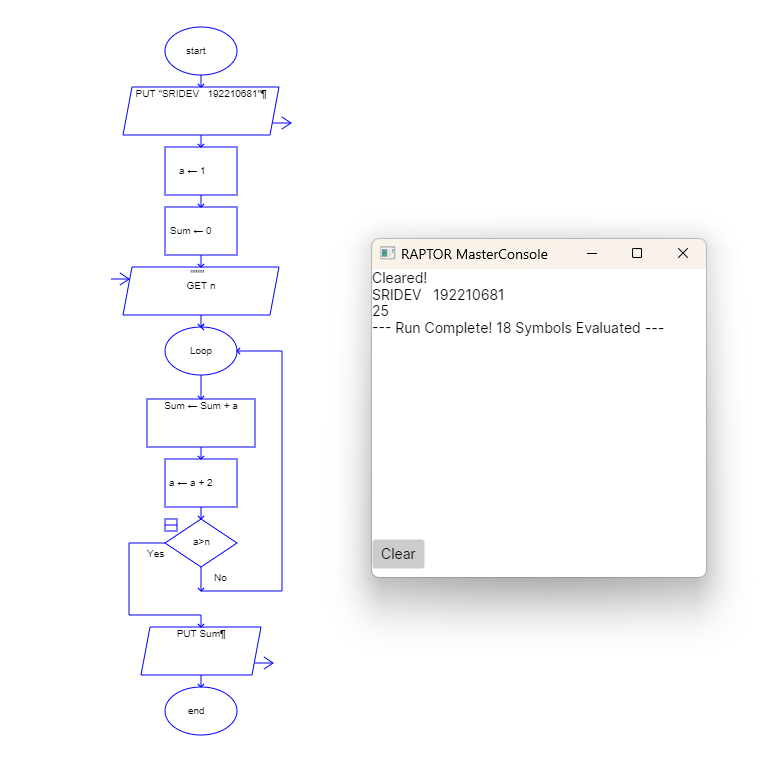 start
PUT "SRIDEV   192210681"¶
a ← 1
Sum ← 0
""""
GET n
Loop
Sum ← Sum + a
a ← a + 2
a>n
Yes
No
PUT Sum¶
end
RAPTOR MasterConsole
Cleared!
SRIDEV   192210681
25
--- Run Complete! 18 Symbols Evaluated ---
Clear